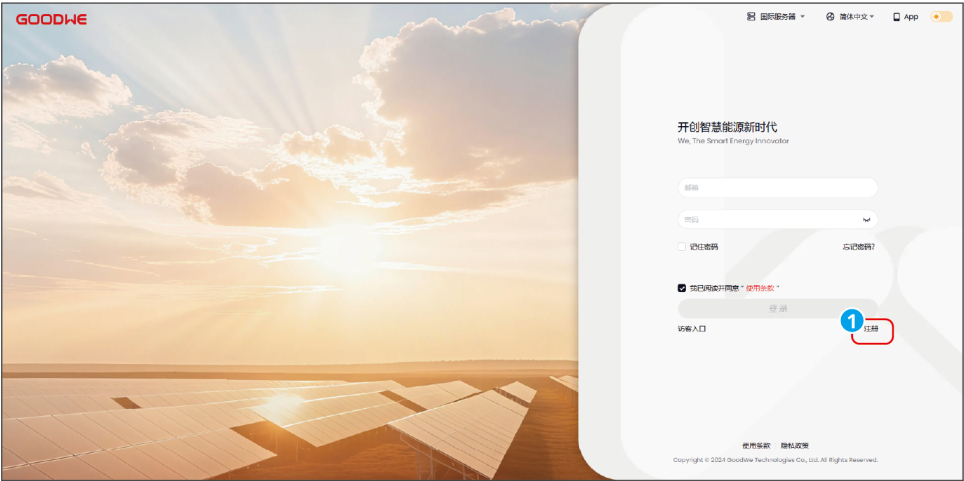 GOODWE
国际服务器 简体中文 App
开创智慧能源新时代
We, The Smart Energy Innovator
邮箱
密码
记住密码 忘记密码?
我已阅读并同意“使用条款”
登录
1
访客入口 注册
使用条款 隐私政策
Copyright © 2024 GoodWe Technologies Co., Ltd. All Rights Reserved.